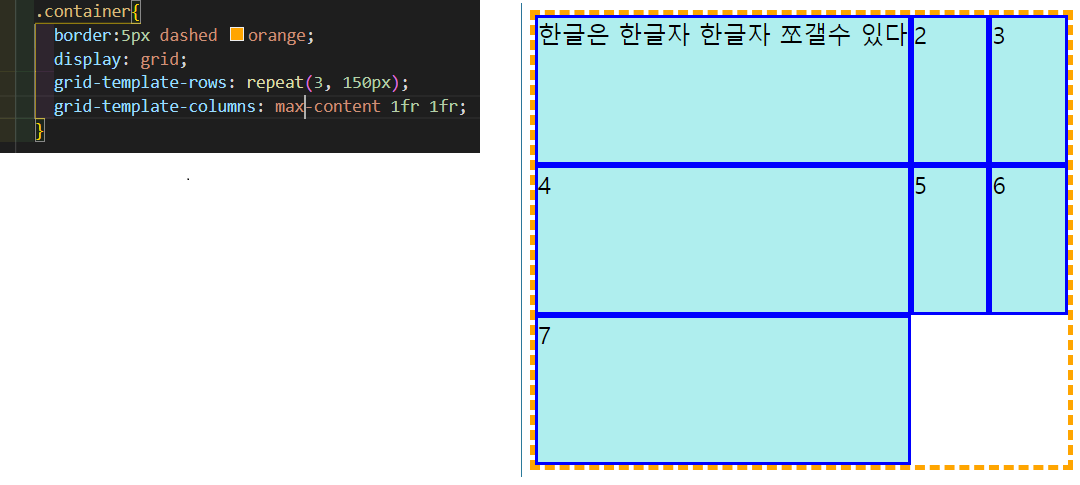 .container{
border:5px dashed orange;
display: grid;
grid-template-rows: repeat(3, 150px);
grid-template-columns: max-content 1fr 1fr;
}
.
한글은 한글자 한글자 쪼갤수 있다 2 3
4 5 6
7